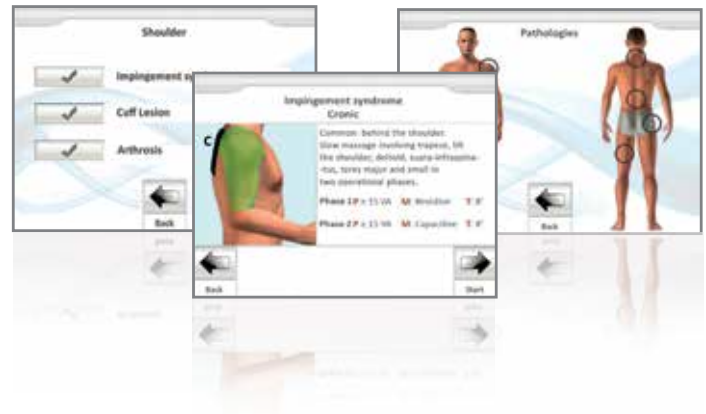 Shoulder
Impingement
Cuff Lesion
Arthrosis
Back
Pathologies
Back
Impingement syndrome
Cronic
C
Common: behind the shoulder.
Slow massage involving trapeze, lift
the shoulder, deltoid, supra-infraspina-
-tus, teres major and small in
two operational phases.
Phase 1 P = 15 VA M: Resistive T: 8'
Phase 2 P = 15 VA M: Capacitive T: 8'
Back
Start